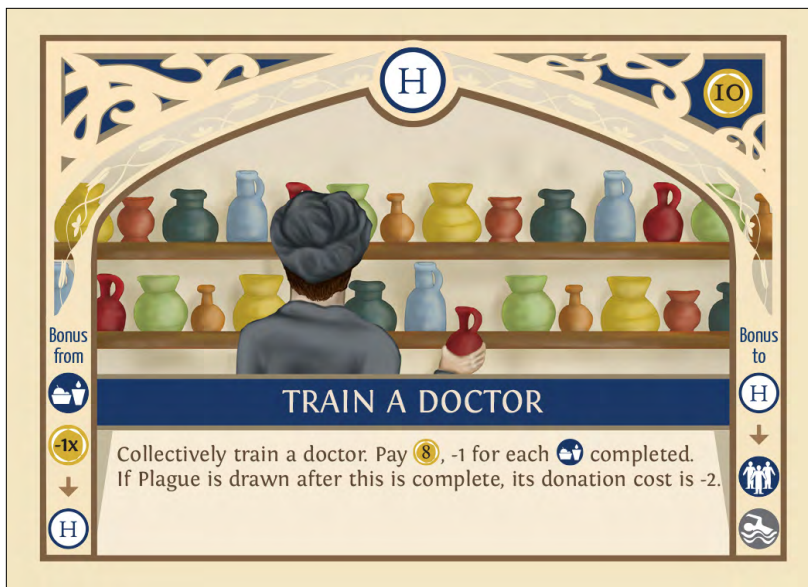 H
10
Bonus
from
-1x
H
Bonus
to
H
TRAIN A DOCTOR
Collectively train a doctor. Pay 8, -1 for each completed.
If Plague is drawn after this is complete, its donation cost is -2.